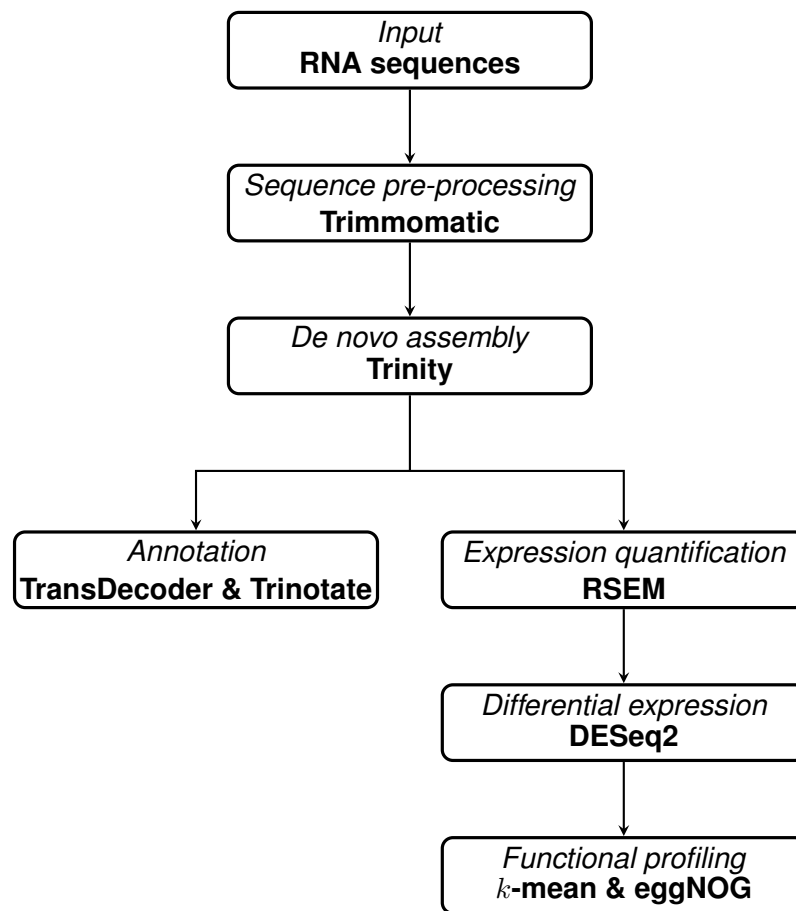 Input
RNA sequences
Sequence pre-processing
Trimmomatic
De novo assembly
Trinity
Annotation
TransDecoder & Trinotate
Expression quantification
RSEM
Differential expression
DESeq2
Functional profiling
k-mean & eggNOG